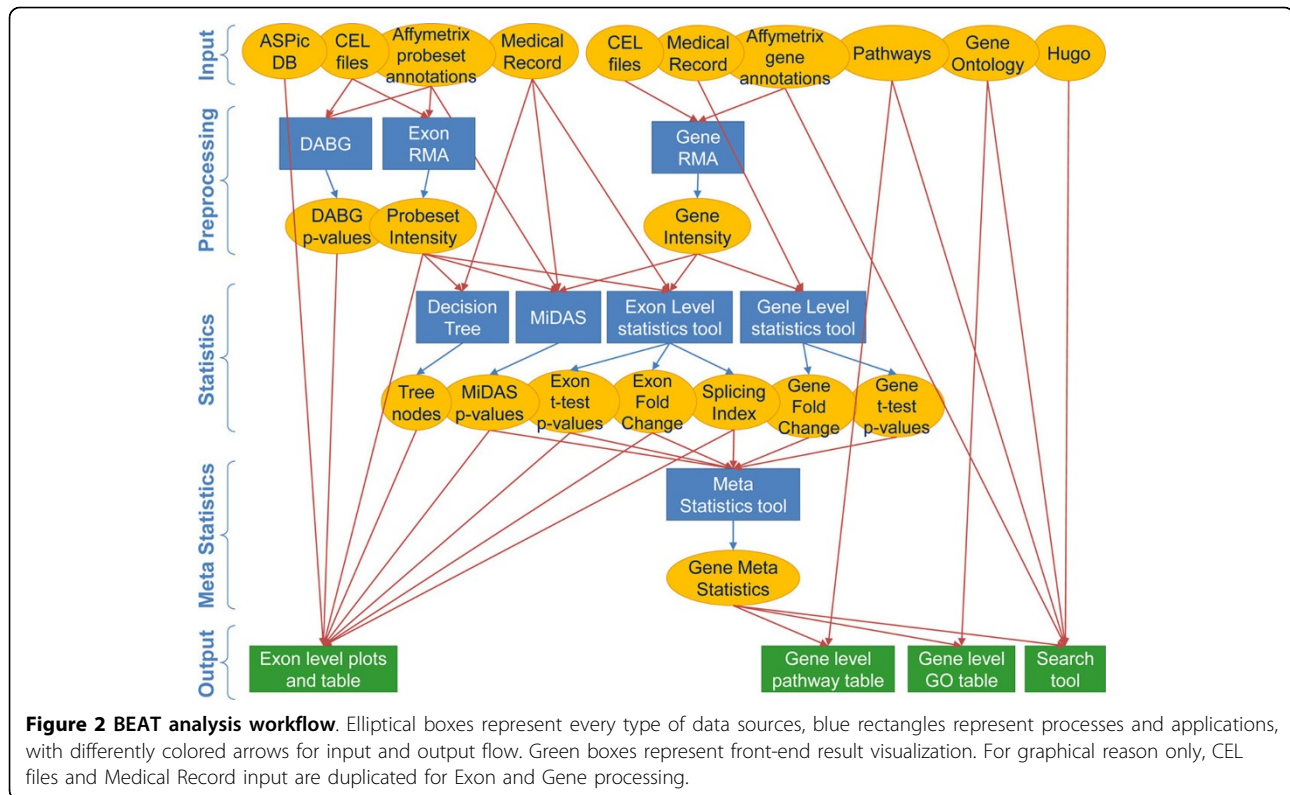 Input
ASPic
DB
CEL
files
Affymetrix
probeset
annotations
Medical
Record
CEL
files
Medical
Record
Affymetrix
gene
annotations
Pathways
Gene
Ontology
Hugo
Preprocessing
DABG
Exon
RMA
Gene
RMA
DABG
p-values
Probeset
Intensity
Gene
Intensity
Statistics
Decision
Tree
MiDAS
Exon Level
statistics tool
Gene Level
statistics tool
Tree
nodes
MiDAS
p-values
Exon
t-test
p-values
Exon
Fold
Change
Splicing
Index
Gene
Fold
Change
Gene
t-test
p-values
Meta Statistics
Meta
Statistics tool
Gene Meta
Statistics
Output
Exon level plots
and table
Gene level
pathway table
Gene level
GO table
Search
tool
Figure 2 BEAT analysis workflow. Elliptical boxes represent every type of data sources, blue rectangles represent processes and applications,
with differently colored arrows for input and output flow. Green boxes represent front-end result visualization. For graphical reason only, CEL
files and Medical Record input are duplicated for Exon and Gene processing.